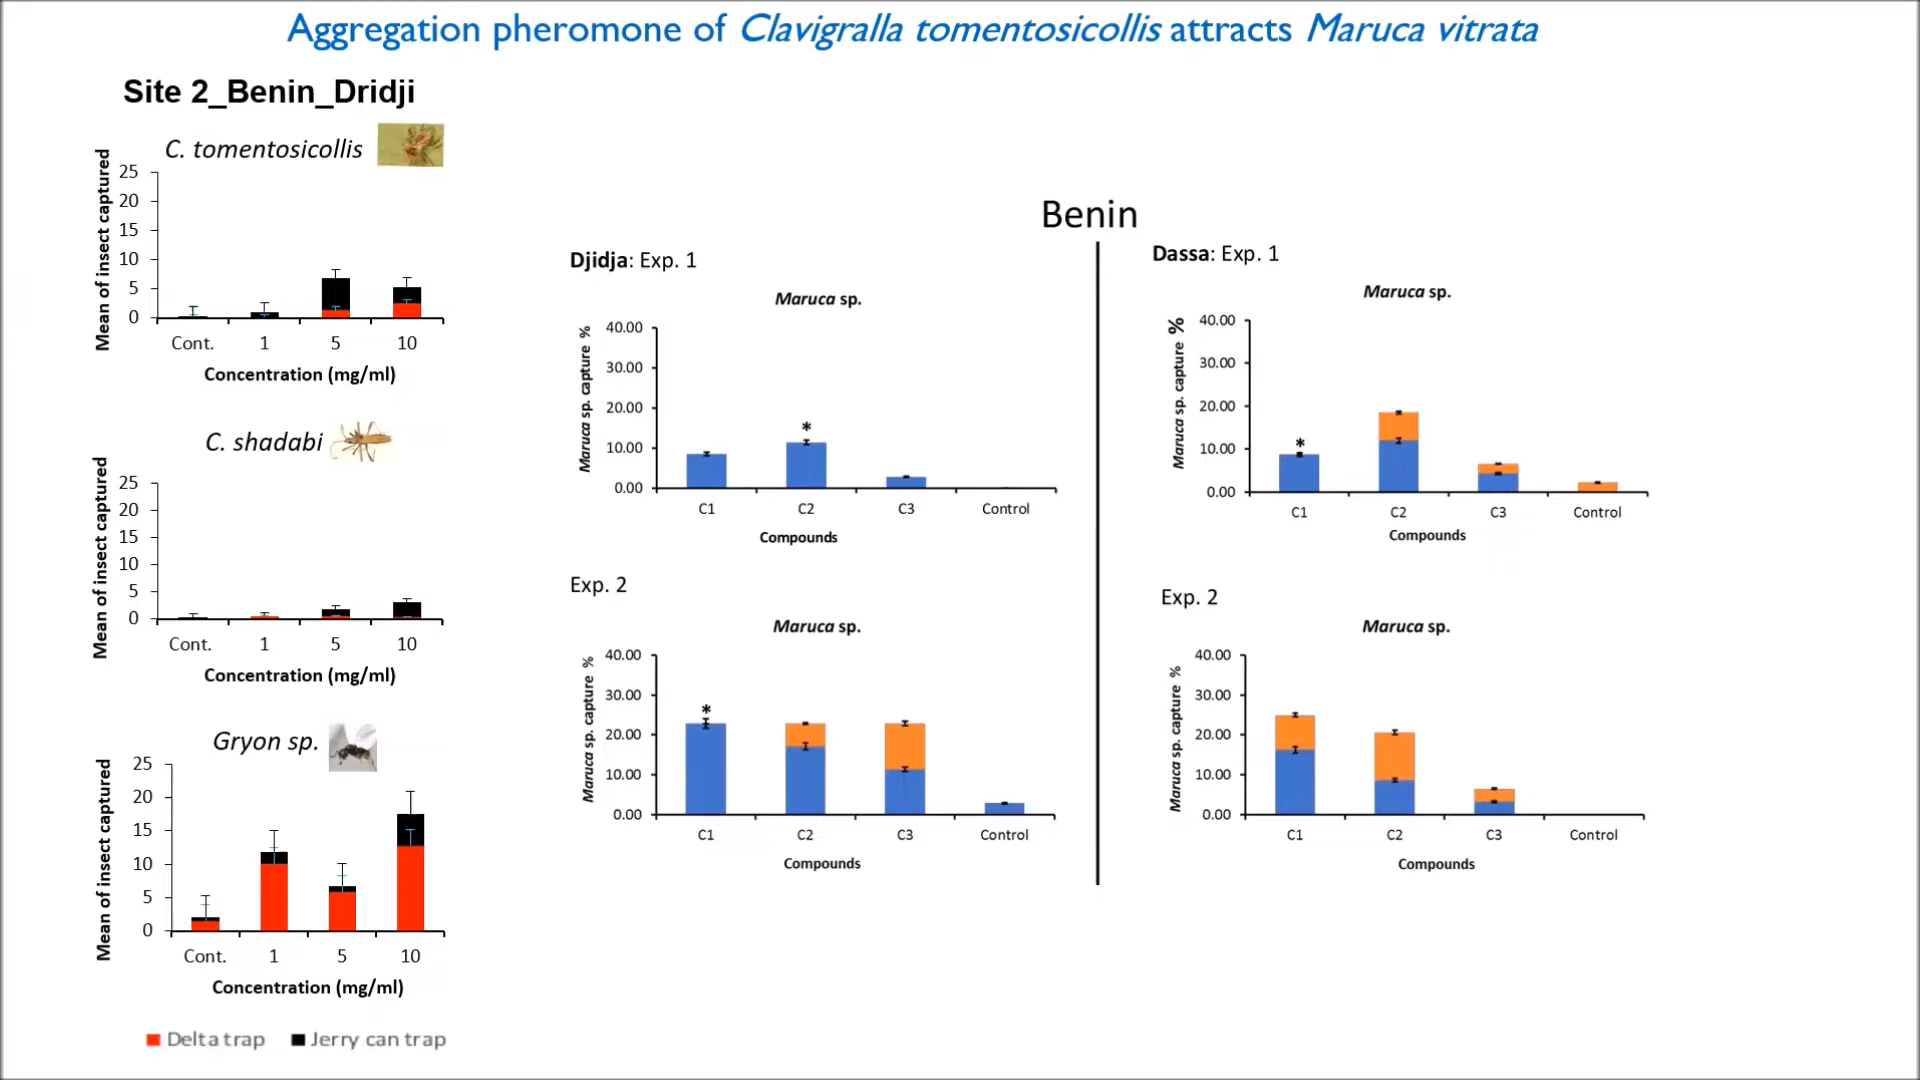 Aggregation pheromone of Clavigralla tomentosicollis attracts Maruca vitrata
Site 2_Benin_Dridji
C. tomentosicollis
Mean of insect captured
25
20
15
10
5
0
Cont. 1 5 10
Concentration (mg/ml)
C. shadabi
Mean of insect captured
25
20
15
10
5
0
Cont. 1 5 10
Concentration (mg/ml)
Gryon sp.
Mean of insect captured
25
20
15
10
5
0
Cont. 1 5 10
Concentration (mg/ml)
Delta trap Jerry can trap
Benin
Djidja: Exp. 1
Maruca sp.
Maruca sp. capture %
40.00
30.00
20.00
10.00
0.00
*
C1 C2 C3 Control
Compounds
Exp. 2
Maruca sp.
Maruca sp. capture %
40.00
30.00
20.00
10.00
0.00
*
C1 C2 C3 Control
Compounds
Dassa: Exp. 1
Maruca sp.
Maruca sp. capture %
40.00
30.00
20.00
10.00
0.00
*
C1 C2 C3 Control
Compounds
Exp. 2
Maruca sp.
Maruca sp. capture %
40.00
30.00
20.00
10.00
0.00
C1 C2 C3 Control
Compounds